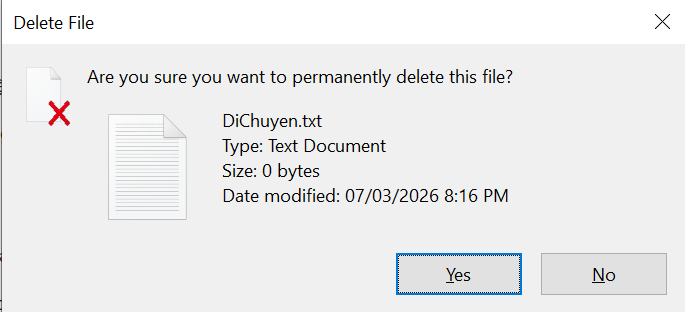 Delete File
Are you sure you want to permanently delete this file?
DiChuyen.txt
Type: Text Document
Size: 0 bytes
Date modified: 07/03/2026 8:16 PM
Yes
No